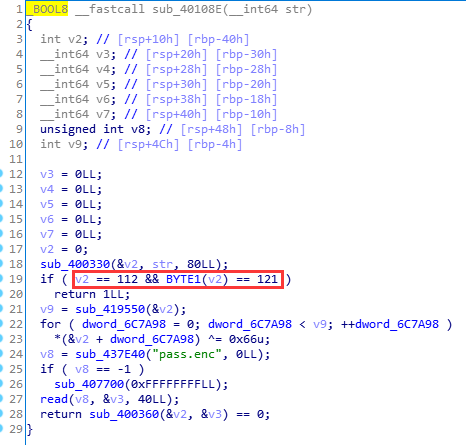 1 _BOOL8 __fastcall sub_40108E(__int64 str)
2 {
3 int v2; // [rsp+10h] [rbp-40h]
4 __int64 v3; // [rsp+20h] [rbp-30h]
5 __int64 v4; // [rsp+28h] [rbp-28h]
6 __int64 v5; // [rsp+30h] [rbp-20h]
7 __int64 v6; // [rsp+38h] [rbp-18h]
8 __int64 v7; // [rsp+40h] [rbp-10h]
9 unsigned int v8; // [rsp+48h] [rbp-8h]
10 int v9; // [rsp+4Ch] [rbp-4h]
11
12 v3 = 0LL;
13 v4 = 0LL;
14 v5 = 0LL;
15 v6 = 0LL;
16 v7 = 0LL;
17 v2 = 0;
18 sub_400330(&v2, str, 80LL);
19 if ( v2 == 112 && BYTE1(v2) == 121 )
20 return 1LL;
21 v9 = sub_419550(&v2);
22 for ( dword_6C7A98 = 0; dword_6C7A98 < v9; ++dword_6C7A98 )
23 *(&v2 + dword_6C7A98) ^= 0x66u;
24 v8 = sub_437E40("pass.enc", 0LL);
25 if ( v8 == -1 )
26 sub_407700(0xFFFFFFFFLL);
27 read(v8, &v3, 40LL);
28 return sub_400360(&v2, &v3) == 0;
29 }